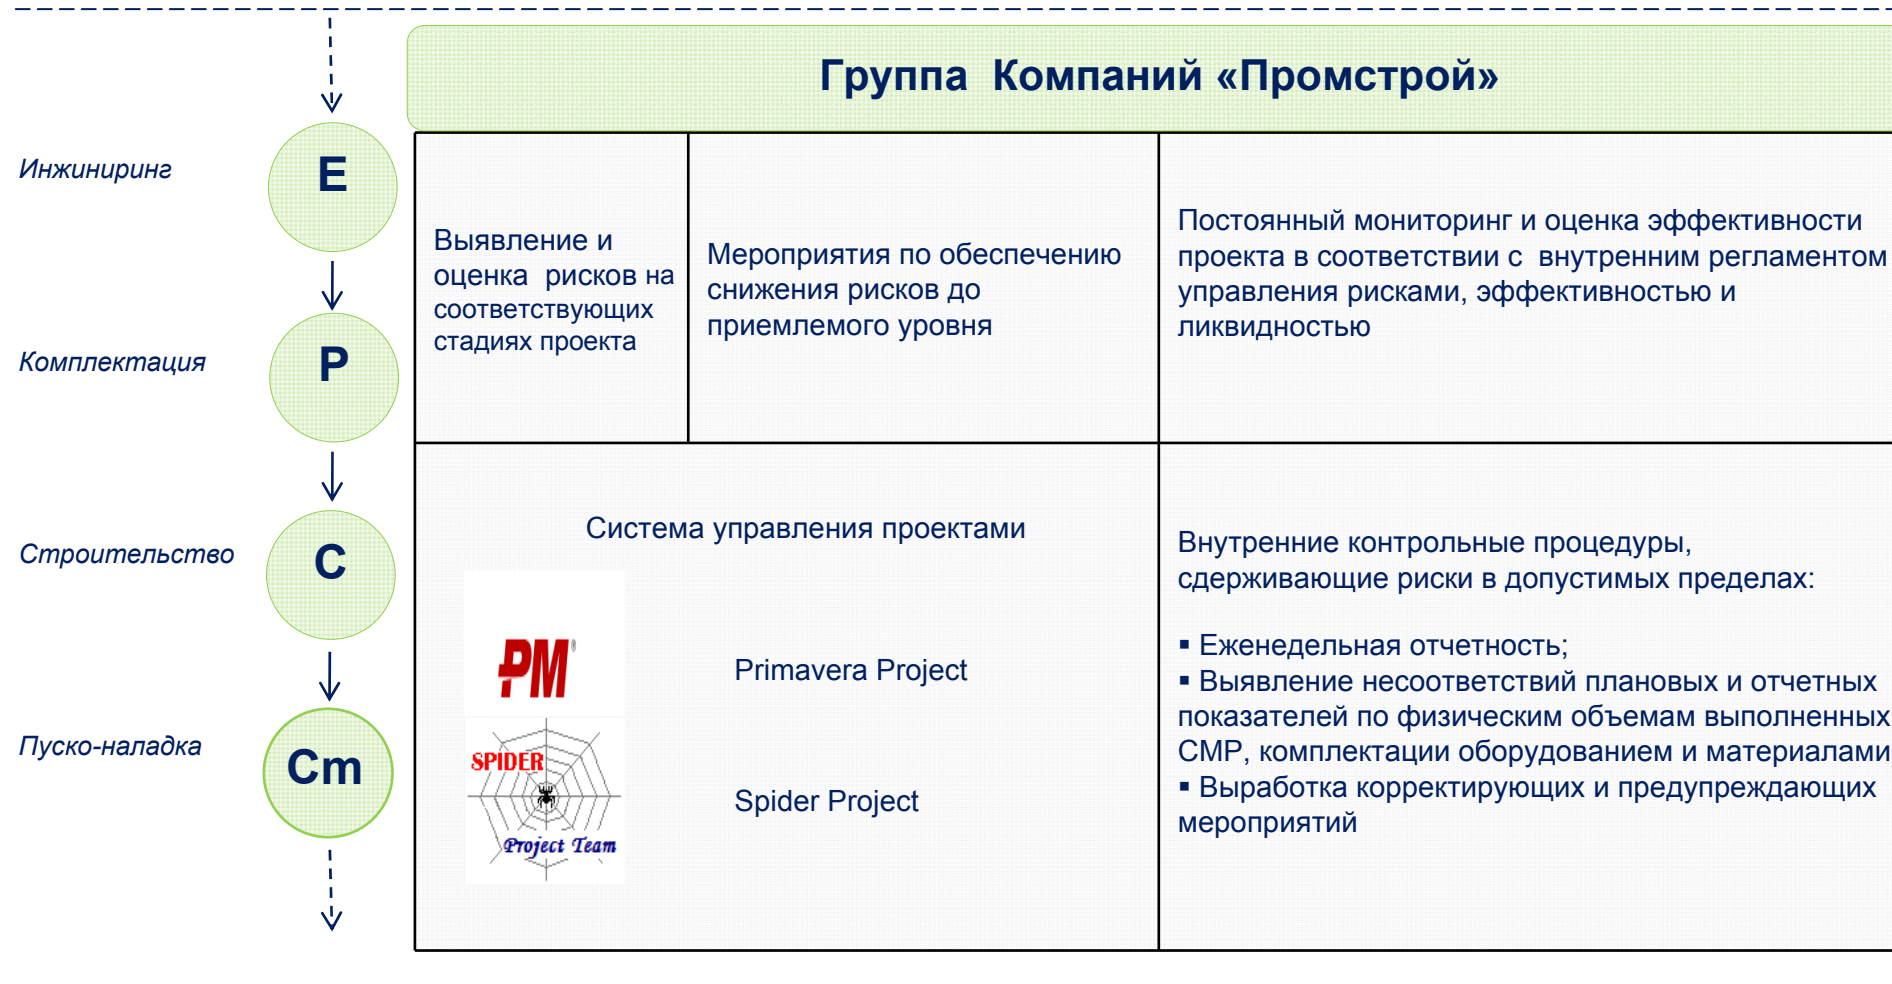 Группа Компаний «Промстрой»
Инжиниринг
E
Комплектация
P
Строительство
C
Пуско-наладка
Cm
Выявление и
оценка рисков на
соответствующих
стадиях проекта
Мероприятия по обеспечению
снижения рисков до
приемлемого уровня
Постоянный мониторинг и оценка эффективности
проекта в соответствии с внутренним регламентом
управления рисками, эффективностью и
ликвидностью
Система управления проектами
PM®
Primavera Project
SPIDER
Project Team
Spider Project
Внутренние контрольные процедуры,
сдерживающие риски в допустимых пределах:
▪ Еженедельная отчетность;
▪ Выявление несоответствий плановых и отчетных
показателей по физическим объемам выполненных
СМР, комплектации оборудованием и материалами
▪ Выработка корректирующих и предупреждающих
мероприятий